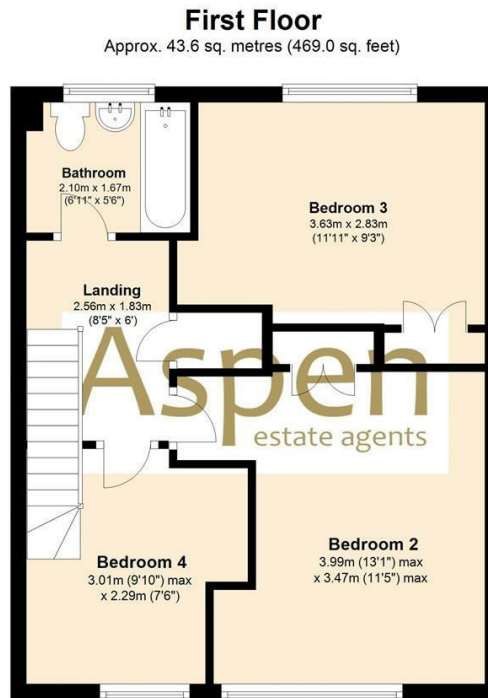 First Floor
Approx. 43.6 sq. metres (469.0 sq. feet)
Bathroom
2.10m x 1.67m
(6'11" x 5'6")
Bedroom 3
3.63m x 2.83m
(11'11" x 9'3")
Landing
2.56m x 1.83m
(8'5" x 6')
Aspen
estate agents
Bedroom 2
3.99m (13'1") max
x 3.47m (11'5") max
Bedroom 4
3.01m (9'10") max
x 2.29m (7'6")